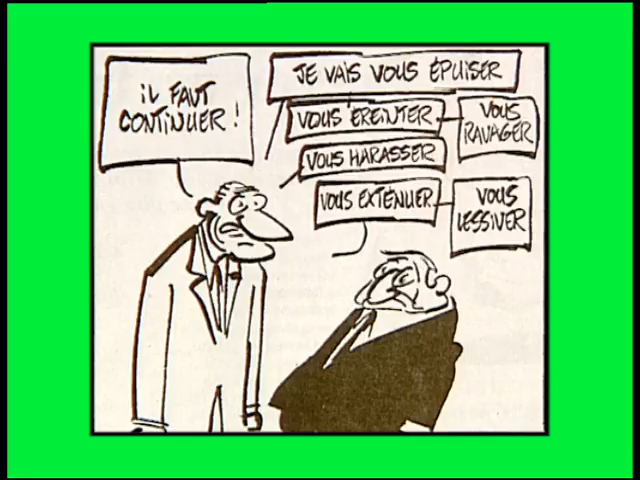 iL FAUT
CONTINUER !
JE VAIS VOUS ÉPUISER
VOUS ÉREINTER
VOUS
RAVAGER
VOUS HARASSER
VOUS EXTÉNUER
VOUS
LESSIVER